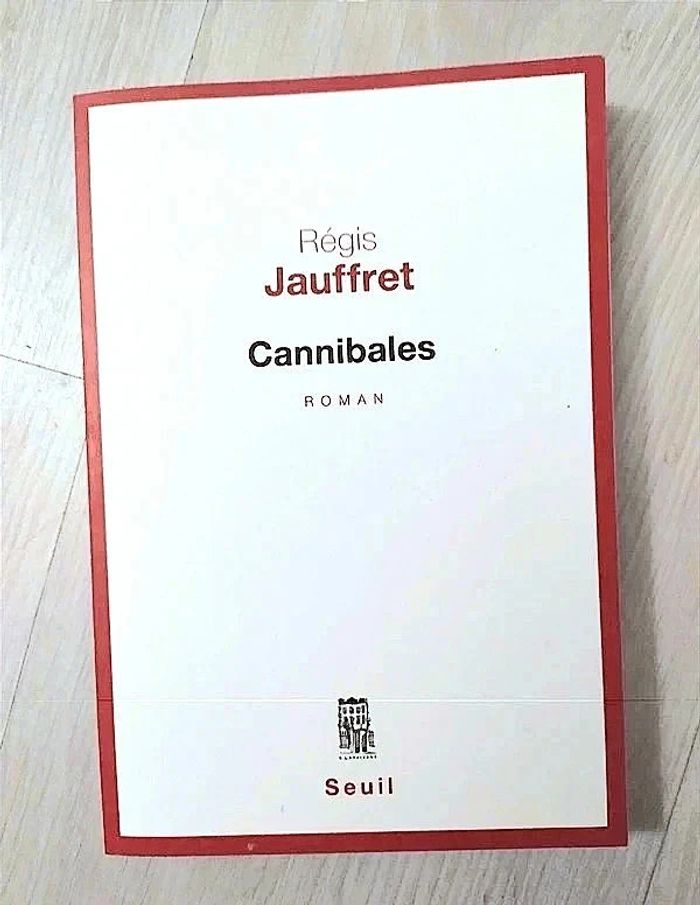 Régis
Jauffret
Cannibales
ROMAN
Seuil